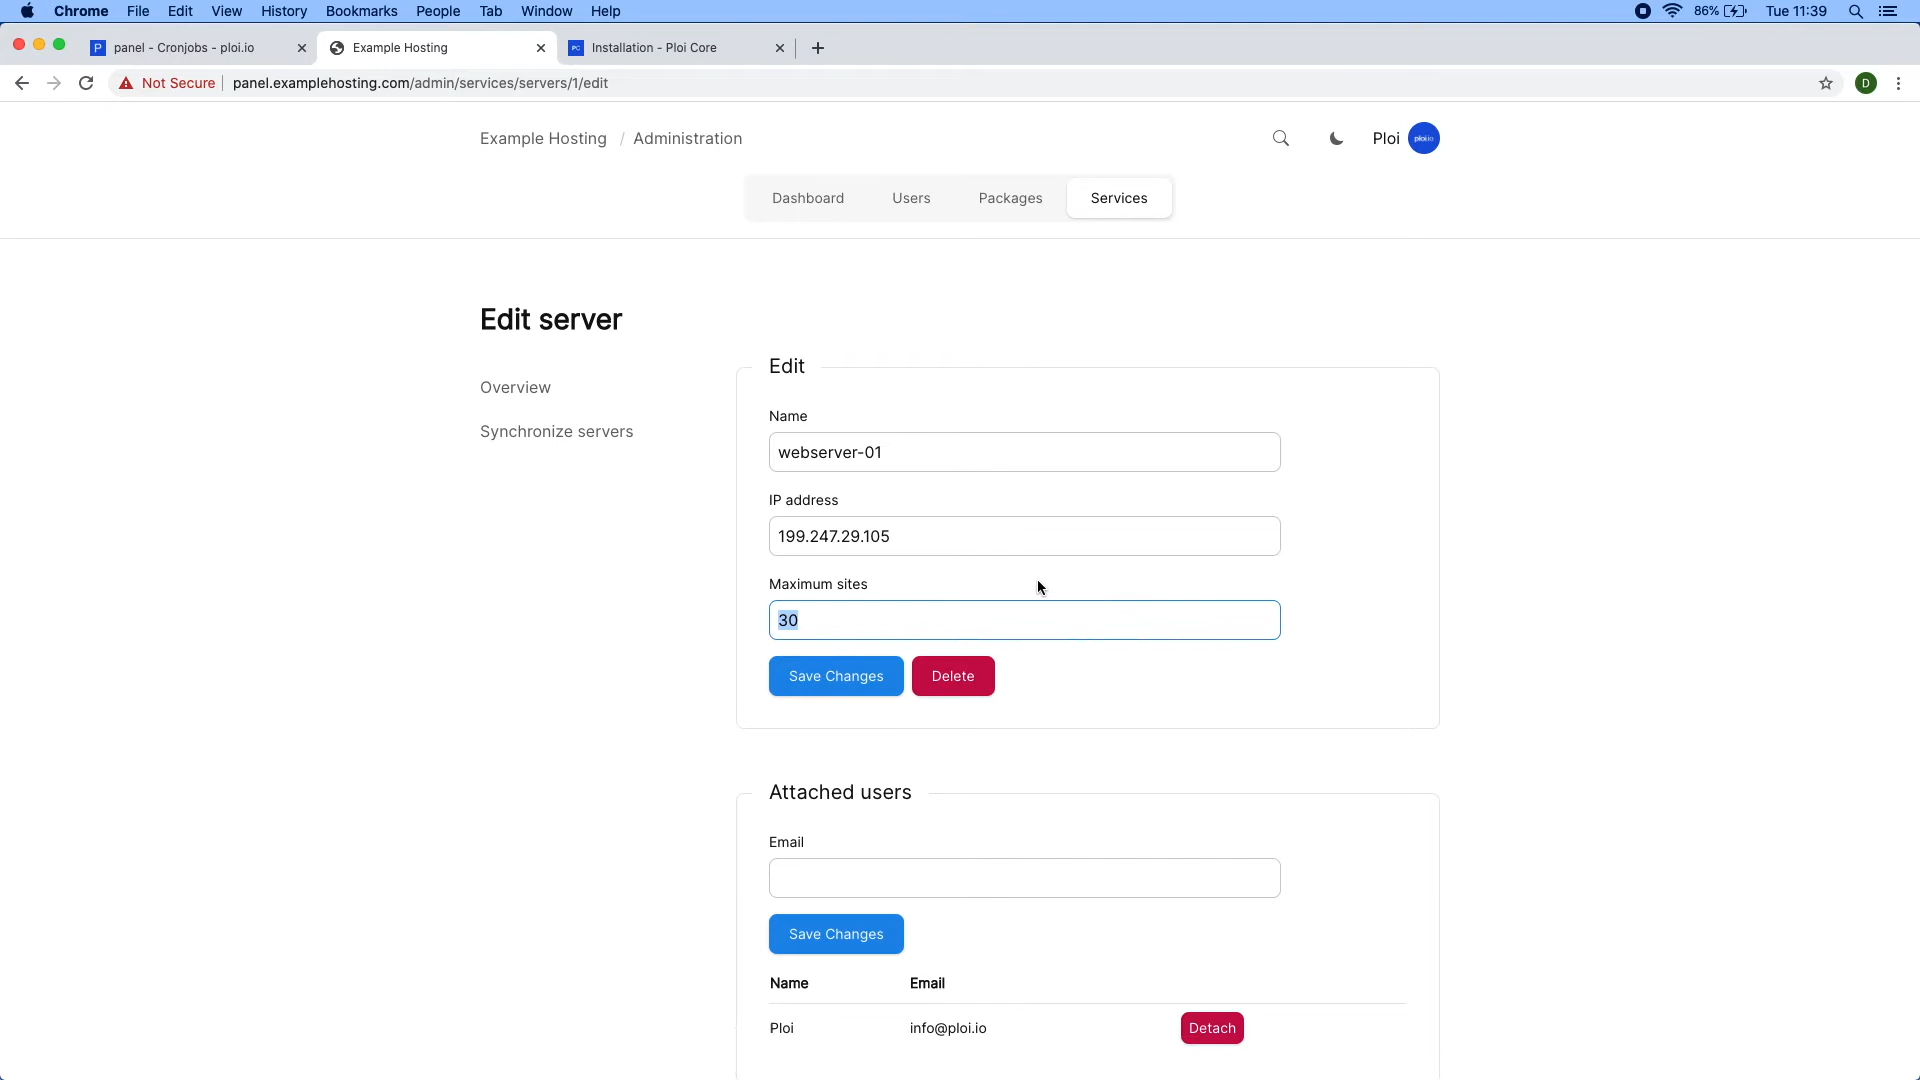 Chrome File Edit View History Bookmarks People Tab Window Help 86% Tue 11:39
P panel - Cronjobs - ploi.io Example Hosting PC Installation - Ploi Core
Not Secure panel.examplehosting.com/admin/services/servers/1/edit D
Example Hosting / Administration Ploi ploi.io
Dashboard Users Packages Services
Edit server
Edit
Overview
Name
Synchronize servers
webserver-01
IP address
199.247.29.105
Maximum sites
30
Save Changes Delete
Attached users
Email
Save Changes
Name Email
Ploi info@ploi.io Detach